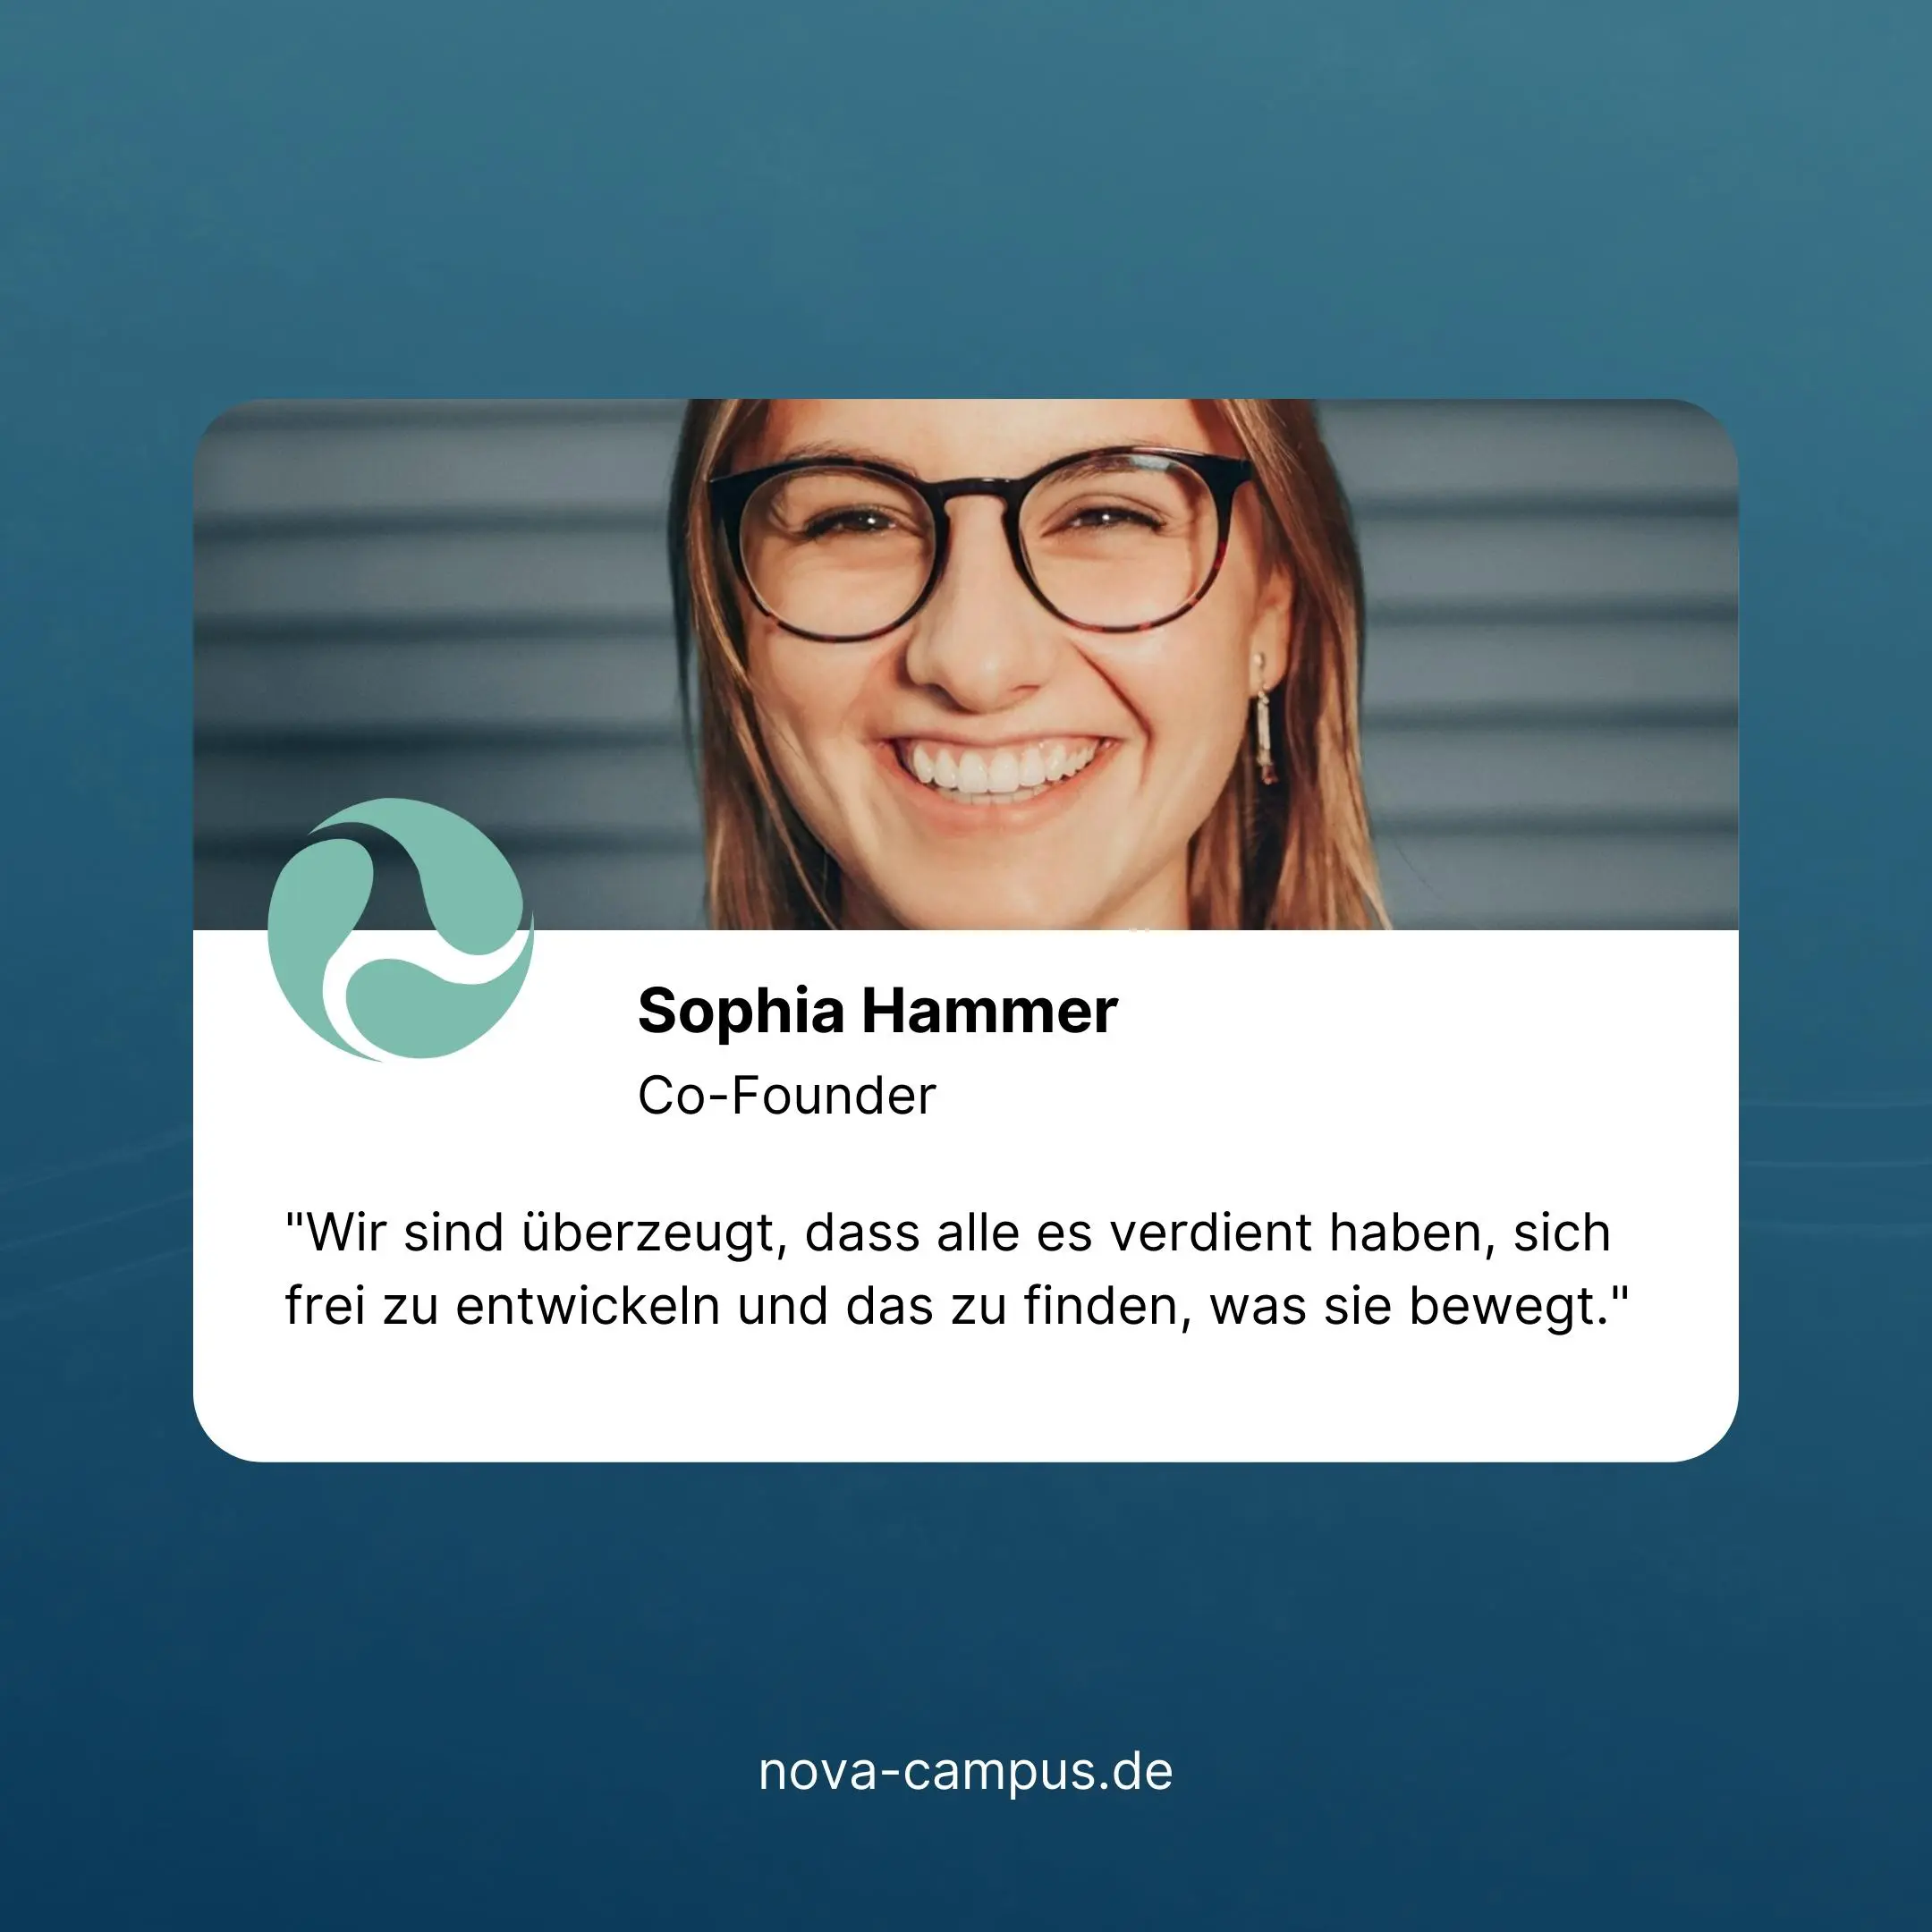 Sophia Hammer
Co-Founder
"Wir sind überzeugt, dass alle es verdient haben, sich
frei zu entwickeln und das zu finden, was sie bewegt."
nova-campus.de